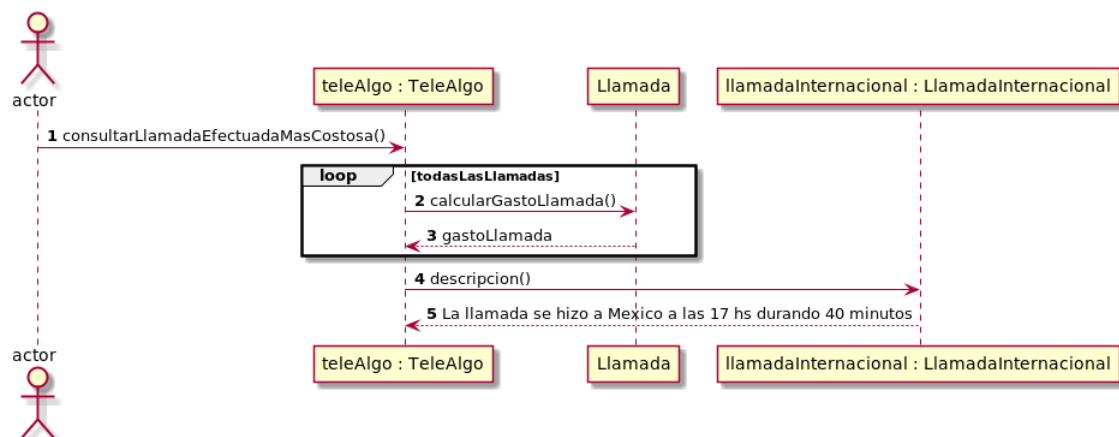 actor
teleAlgo : TeleAlgo
Llamada
llamadaInternacional : LlamadaInternacional
1 consultarLlamadaEfectuadaMasCostosa()
loop [todasLasLlamadas]
2 calcularGastoLlamada()
3 gastoLlamada
4 descripcion()
5 La llamada se hizo a Mexico a las 17 hs durando 40 minutos
actor
teleAlgo : TeleAlgo
Llamada
llamadaInternacional : LlamadaInternacional